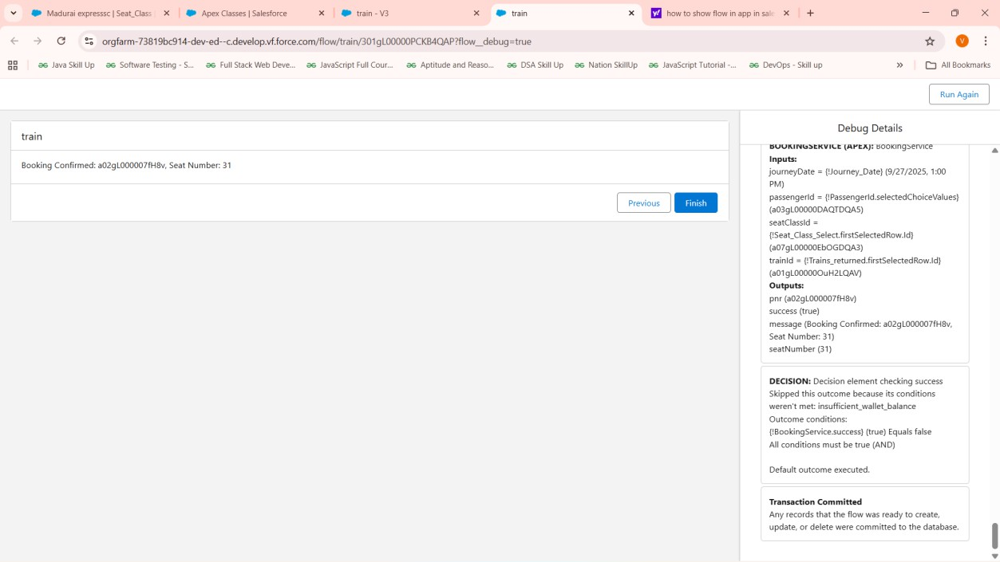 Madurai expresssc | Seat_Class
Apex Classes | Salesforce
train - V3
train
how to show flow in app in sale
orgfarm-73819bc914-dev-ed--c.develop.vf.force.com/flow/train/301gL00000PCKB4QAP?flow__debug=true
V
Java Skill Up
Software Testing - S...
Full Stack Web Deve...
JavaScript Full Cour...
Aptitude and Reaso...
DSA Skill Up
Nation SkillUp
JavaScript Tutorial -...
DevOps - Skill up
All Bookmarks
Run Again
train
Booking Confirmed: a02gL000007fH8v, Seat Number: 31
Previous
Finish
Debug Details
BOOKINGSERVICE (APEX): BookingService
Inputs:
journeyDate = {!Journey_Date} (9/27/2025, 1:00
PM)
passengerId = {!PassengerId.selectedChoiceValues}
(a03gL00000DAQTDQA5)
seatClassId =
{!Seat_Class_Select.firstSelectedRow.Id}
(a07gL00000EbOGDQA3)
trainId = {!Trains_returned.firstSelectedRow.Id}
(a01gL00000OuH2LQAV)
Outputs:
pnr (a02gL000007fH8v)
success (true)
message (Booking Confirmed: a02gL000007fH8v,
Seat Number: 31)
seatNumber (31)
DECISION: Decision element checking success
Skipped this outcome because its conditions
weren't met: insufficient_wallet_balance
Outcome conditions:
{!BookingService.success} (true) Equals false
All conditions must be true (AND)
Default outcome executed.
Transaction Committed
Any records that the flow was ready to create,
update, or delete were committed to the database.